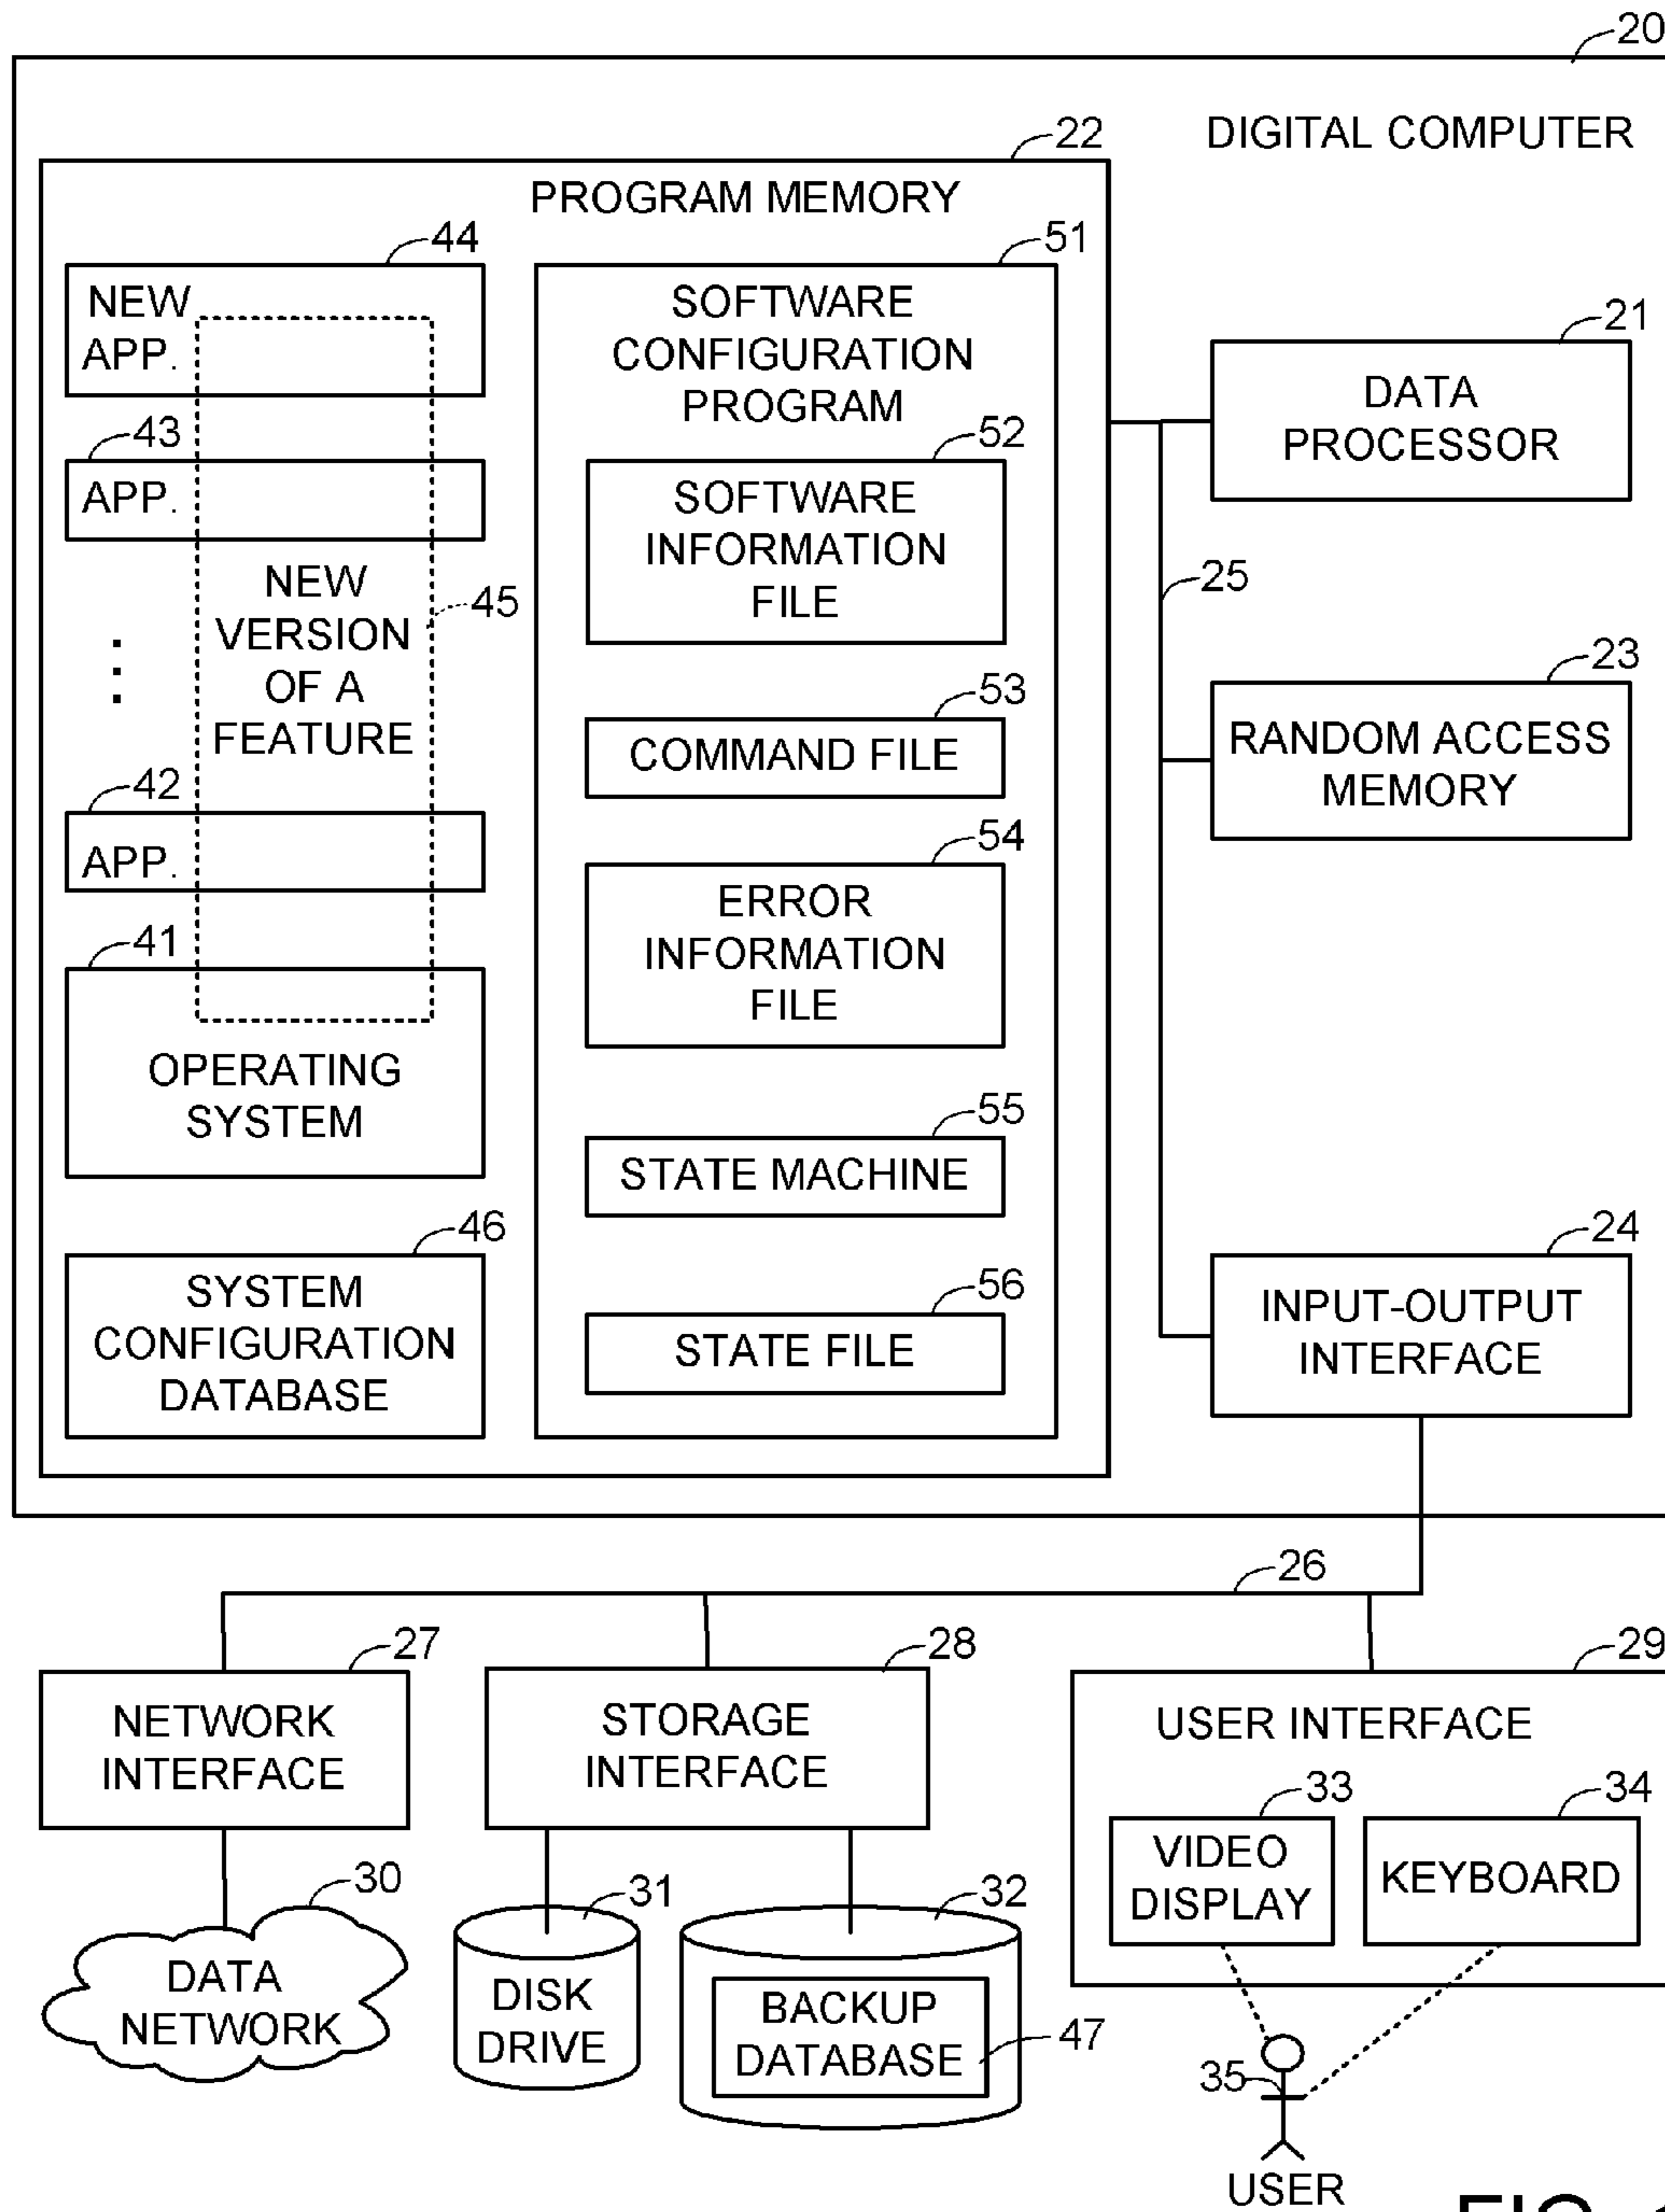 20
DIGITAL COMPUTER
22
PROGRAM MEMORY
44
NEW
APP.
43
APP.
NEW
VERSION
OF A
FEATURE
45
42
APP.
41
OPERATING
SYSTEM
46
SYSTEM
CONFIGURATION
DATABASE
51
SOFTWARE
CONFIGURATION
PROGRAM
52
SOFTWARE
INFORMATION
FILE
53
COMMAND FILE
54
ERROR
INFORMATION
FILE
55
STATE MACHINE
56
STATE FILE
21
DATA
PROCESSOR
25
23
RANDOM ACCESS
MEMORY
24
INPUT-OUTPUT
INTERFACE
26
27
NETWORK
INTERFACE
28
STORAGE
INTERFACE
29
USER INTERFACE
33
VIDEO
DISPLAY
34
KEYBOARD
30
DATA
NETWORK
31
DISK
DRIVE
32
BACKUP
DATABASE
47
35
USER
FIG.